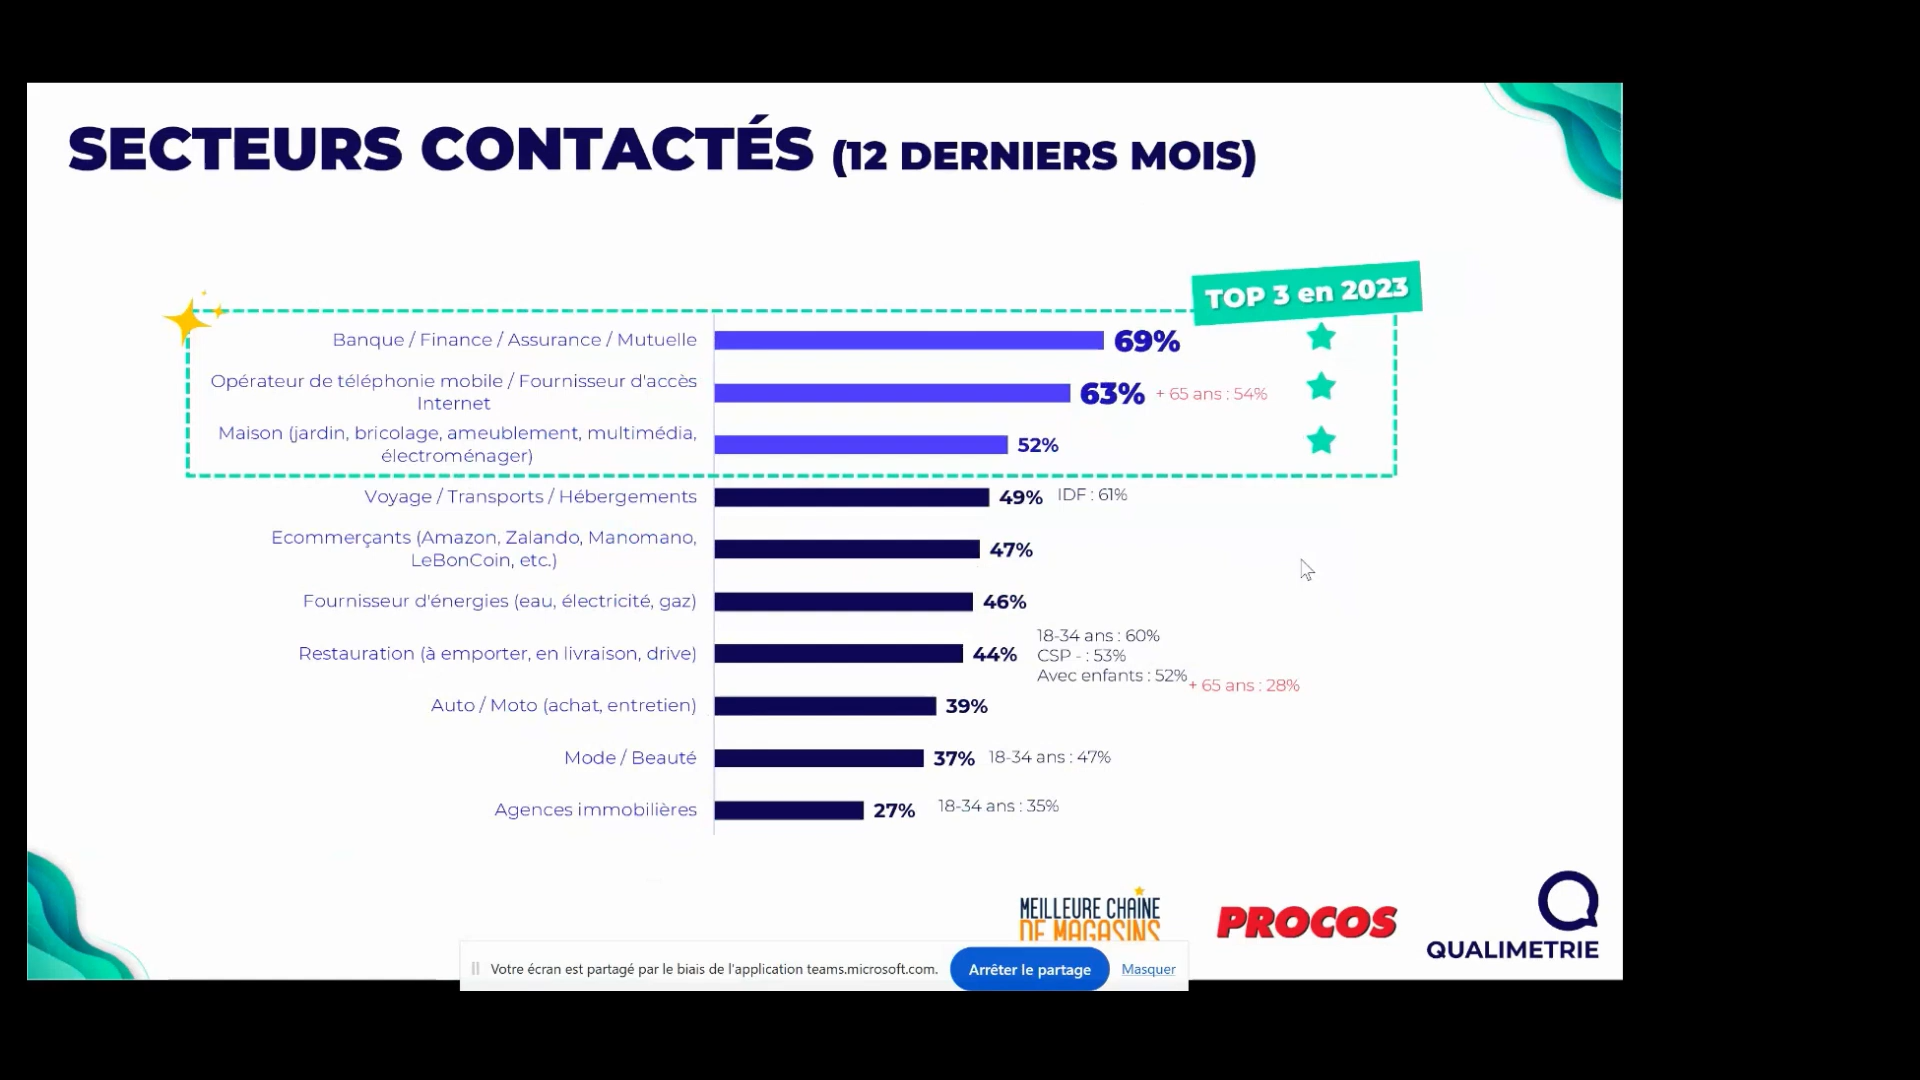 SECTEURS CONTACTÉS (12 DERNIERS MOIS)
TOP 3 en 2023
Banque / Finance / Assurance / Mutuelle 69%
Opérateur de téléphonie mobile / Fournisseur d'accès
Internet
63% + 65 ans : 54%
Maison (jardin, bricolage, ameublement, multimédia,
électroménager)
52%
Voyage / Transports / Hébergements 49% IDF : 61%
Ecommerçants (Amazon, Zalando, Manomano,
LeBonCoin, etc.)
47%
Fournisseur d'énergies (eau, électricité, gaz) 46%
Restauration (à emporter, en livraison, drive) 44%
18-34 ans : 60%
CSP - : 53%
Avec enfants : 52%
+ 65 ans : 28%
Auto / Moto (achat, entretien) 39%
Mode / Beauté 37% 18-34 ans : 47%
Agences immobilières 27% 18-34 ans : 35%
MEILLEURE CHAÎNE
DE MAGASINS
PROCOS
QUALIMETRIE
Votre écran est partagé par le biais de l'application teams.microsoft.com. Arrêter le partage Masquer